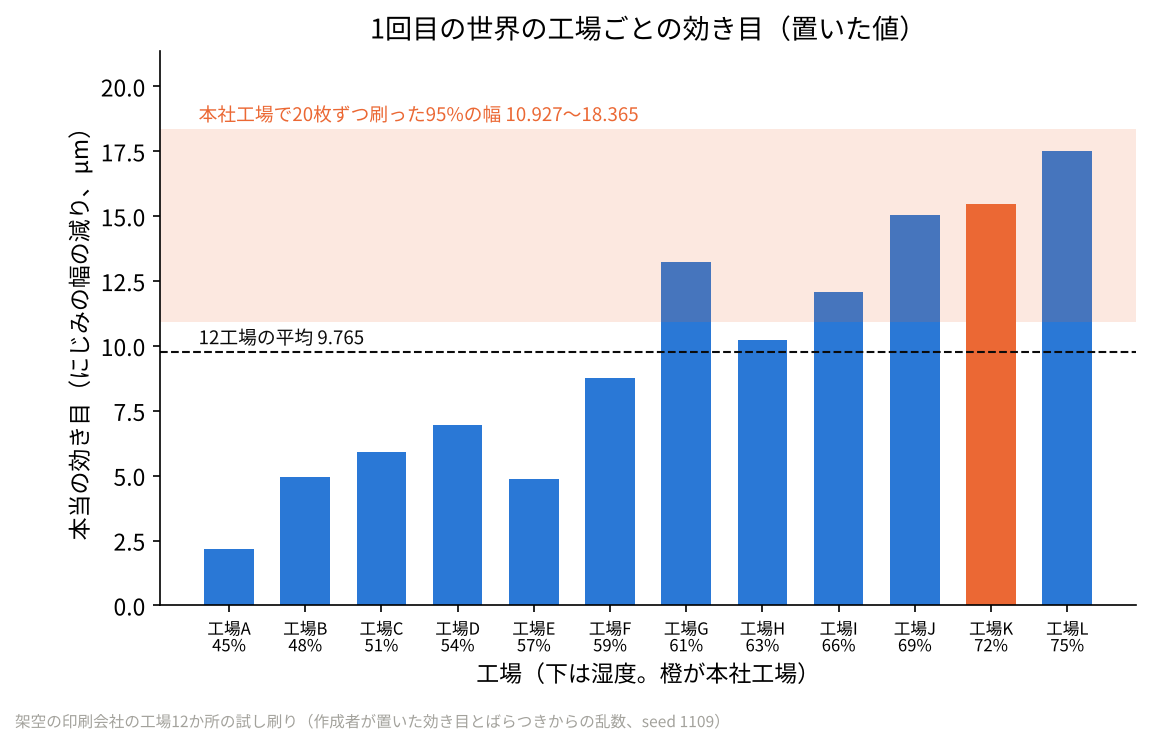 1回目の世界の工場ごとの効き目（置いた値）
本当の効き目（にじみの幅の減り、μm）
20.0
17.5
15.0
12.5
10.0
7.5
5.0
2.5
0.0
本社工場で20枚ずつ刷った95%の幅 10.927〜18.365
12工場の平均 9.765
工場A 工場B 工場C 工場D 工場E 工場F 工場G 工場H 工場I 工場J 工場K 工場L
45% 48% 51% 54% 57% 59% 61% 63% 66% 69% 72% 75%
工場（下は湿度。橙が本社工場）
架空の印刷会社の工場12か所の試し刷り（作成者が置いた効き目とばらつきからの乱数、seed 1109）